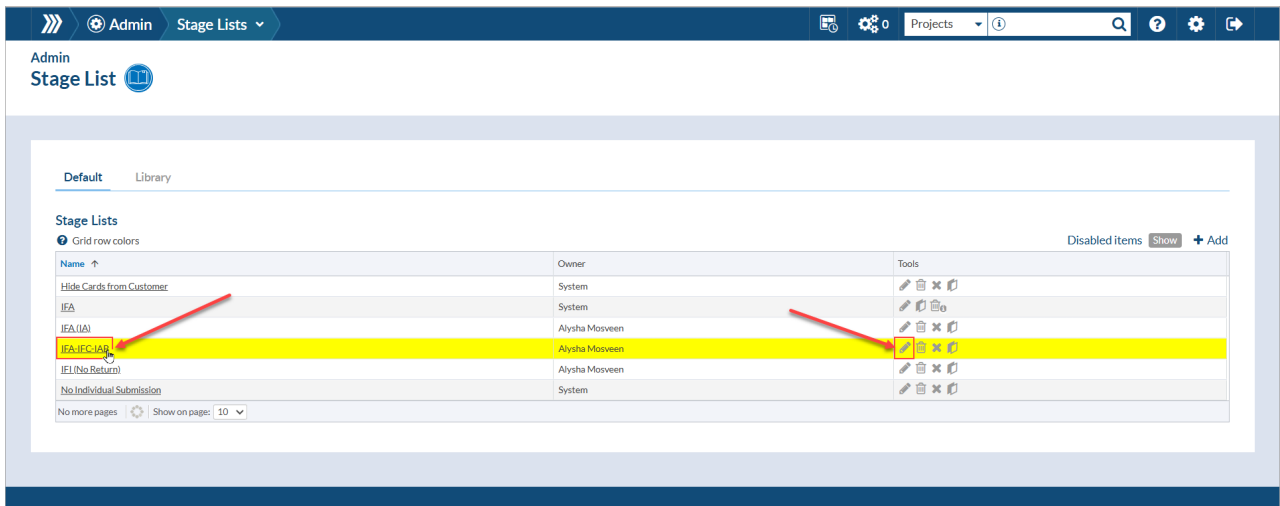 Admin Stage Lists 0 Projects
Admin
Stage List
Default Library
Stage Lists
Grid row colors Disabled items Show Add
Name Owner Tools
Hide Cards from Customer System
IFA System
IFA (IA) Alysha Mosveen
IFA-IFC-IAB Alysha Mosveen
IFI (No Return) Alysha Mosveen
No Individual Submission System
No more pages Show on page: 10